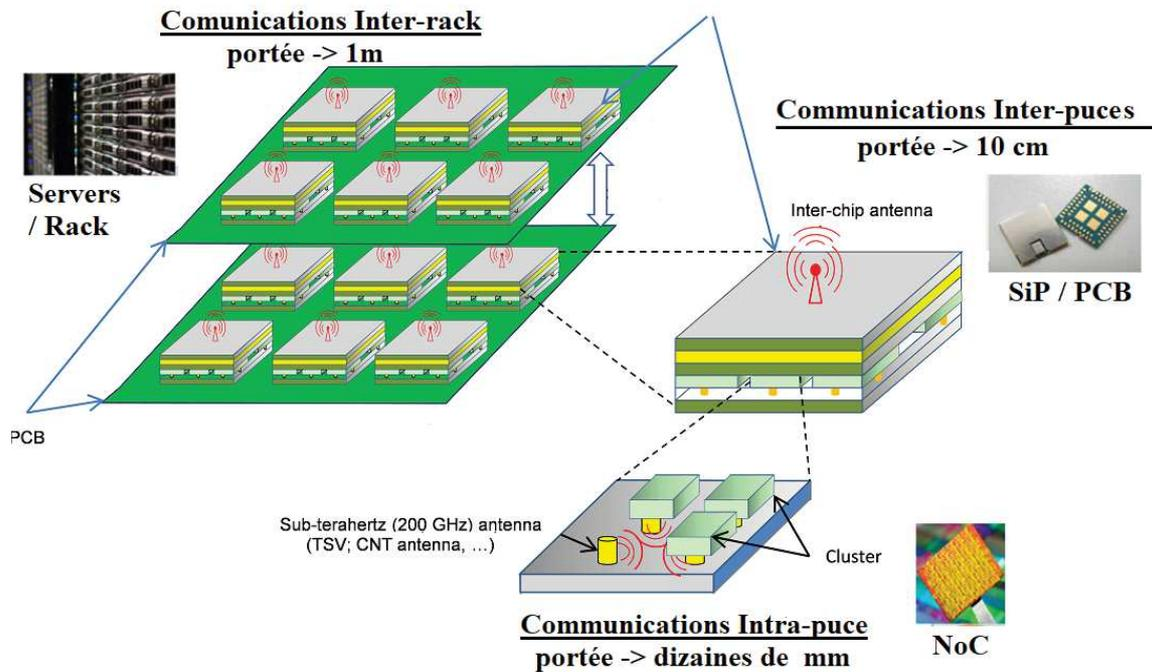 Comunications Inter-rack
portée -> 1m
Servers
/ Rack
Communications Inter-puces
portée -> 10 cm
Inter-chip antenna
SiP / PCB
PCB
Sub-terahertz (200 GHz) antenna
(TSV; CNT antenna, ...)
Cluster
Communications Intra-puce
portée -> dizaines de mm
NoC